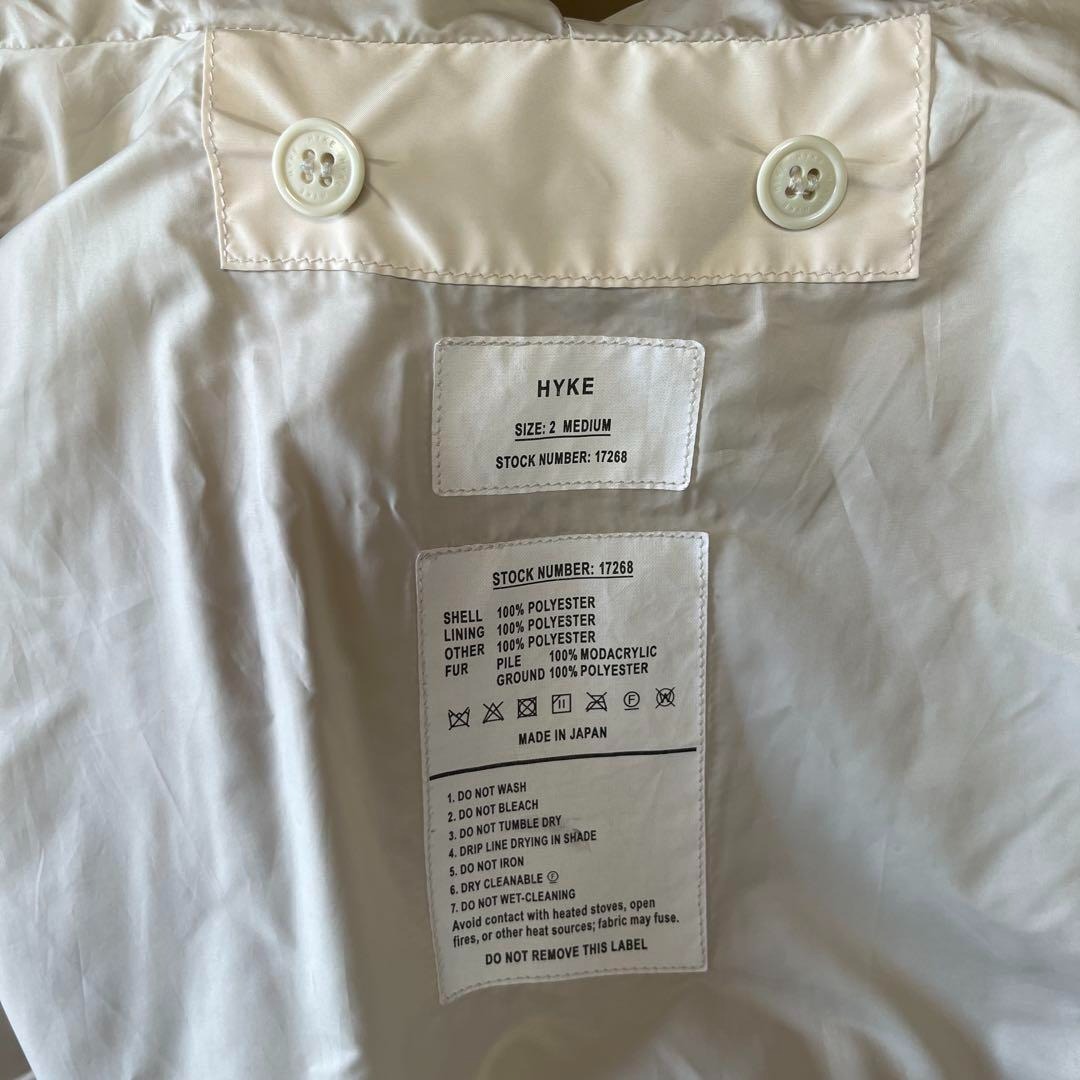 HYKE
HYKE
HYKE
SIZE: 2 MEDIUM
STOCK NUMBER: 17268
STOCK NUMBER: 17268
SHELL 100% POLYESTER
LINING 100% POLYESTER
OTHER 100% POLYESTER
FUR PILE 100% MODACRYLIC
GROUND 100% POLYESTER
F W
MADE IN JAPAN
1. DO NOT WASH
2. DO NOT BLEACH
3. DO NOT TUMBLE DRY
4. DRIP LINE DRYING IN SHADE
5. DO NOT IRON
6. DRY CLEANABLE Ⓕ
7. DO NOT WET-CLEANING
Avoid contact with heated stoves, open
fires, or other heat sources; fabric may fuse.
DO NOT REMOVE THIS LABEL